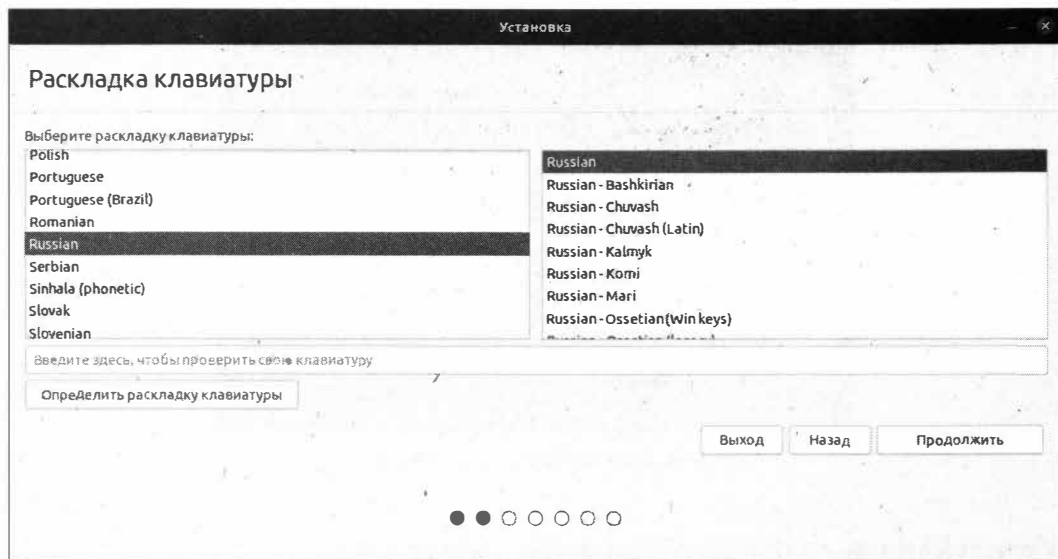 Установка
Раскладка клавиатуры
Выберите раскладку клавиатуры:
Polish
Portuguese
Portuguese (Brazil)
Romanian
Russian
Serbian
Sinhala (phonetic)
Slovak
Slovenian
Russian
Russian - Bashkirian
Russian - Chuvash
Russian - Chuvash (Latin)
Russian - Kalmyk
Russian - Komi
Russian - Mari
Russian - Ossetian (Win keys)
Введите здесь, чтобы проверить свою клавиатуру
Определить раскладку клавиатуры
Выход Назад Продолжить